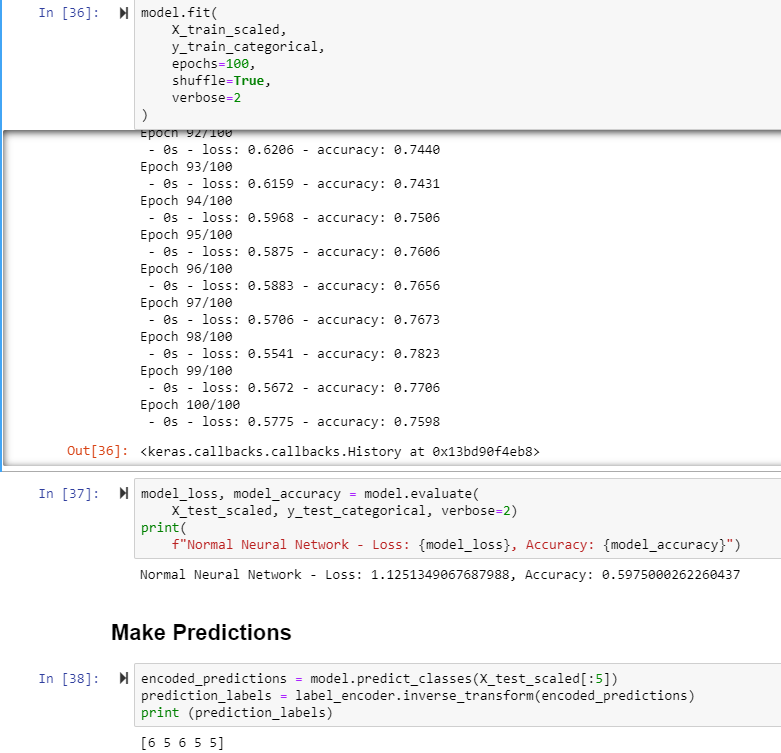 In [36]:
model.fit(
X_train_scaled,
y_train_categorical,
epochs=100,
shuffle=True,
verbose=2
)
Epoch 92/100
- 0s - loss: 0.6206 - accuracy: 0.7440
Epoch 93/100
- 0s - loss: 0.6159 - accuracy: 0.7431
Epoch 94/100
- 0s - loss: 0.5968 - accuracy: 0.7506
Epoch 95/100
- 0s - loss: 0.5875 - accuracy: 0.7606
Epoch 96/100
- 0s - loss: 0.5883 - accuracy: 0.7656
Epoch 97/100
- 0s - loss: 0.5706 - accuracy: 0.7673
Epoch 98/100
- 0s - loss: 0.5541 - accuracy: 0.7823
Epoch 99/100
- 0s - loss: 0.5672 - accuracy: 0.7706
Epoch 100/100
- 0s - loss: 0.5775 - accuracy: 0.7598
Out[36]: <keras.callbacks.callbacks.History at 0x13bd90f4eb8>
In [37]:
model_loss, model_accuracy = model.evaluate(
X_test_scaled, y_test_categorical, verbose=2)
print(
f"Normal Neural Network - Loss: {model_loss}, Accuracy: {model_accuracy}")
Normal Neural Network - Loss: 1.1251349067687988, Accuracy: 0.5975000262260437
Make Predictions
In [38]:
encoded_predictions = model.predict_classes(X_test_scaled[:5])
prediction_labels = label_encoder.inverse_transform(encoded_predictions)
print (prediction_labels)
[6 5 6 5 5]